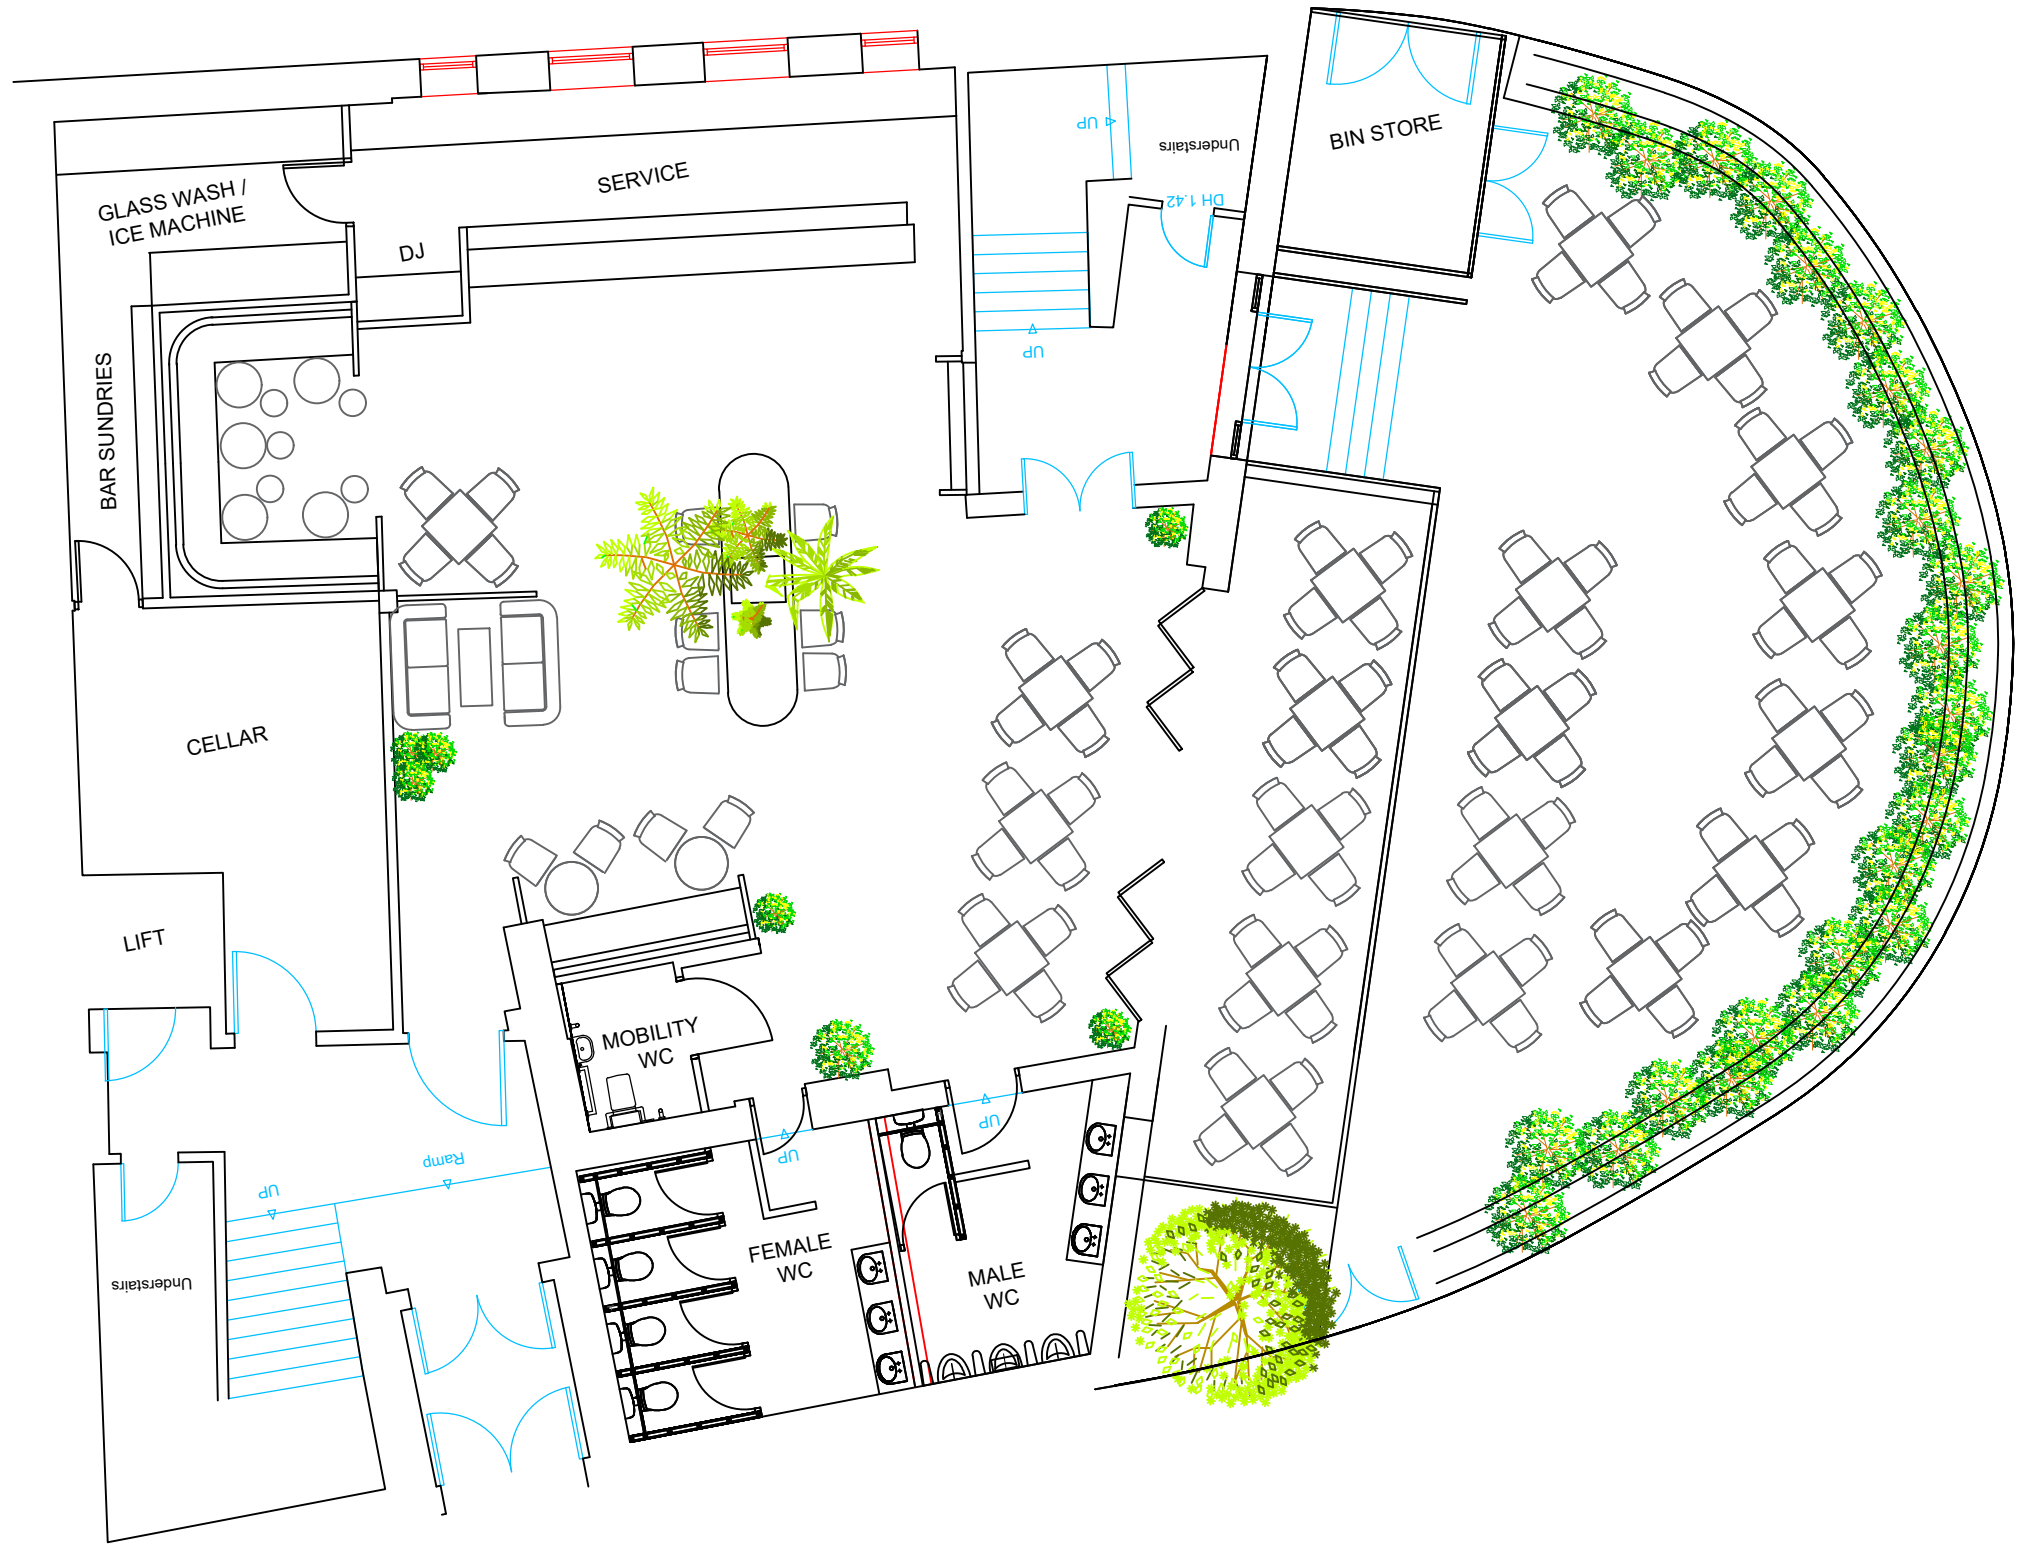 BIN STORE
UP
Understairs
DH 1.42
SERVICE
GLASS WASH /
ICE MACHINE
DJ
UP
BAR SUNDRIES
CELLAR
LIFT
MOBILITY
WC
UP
UP
Ramp
UP
Understairs
FEMALE
WC
MALE
WC